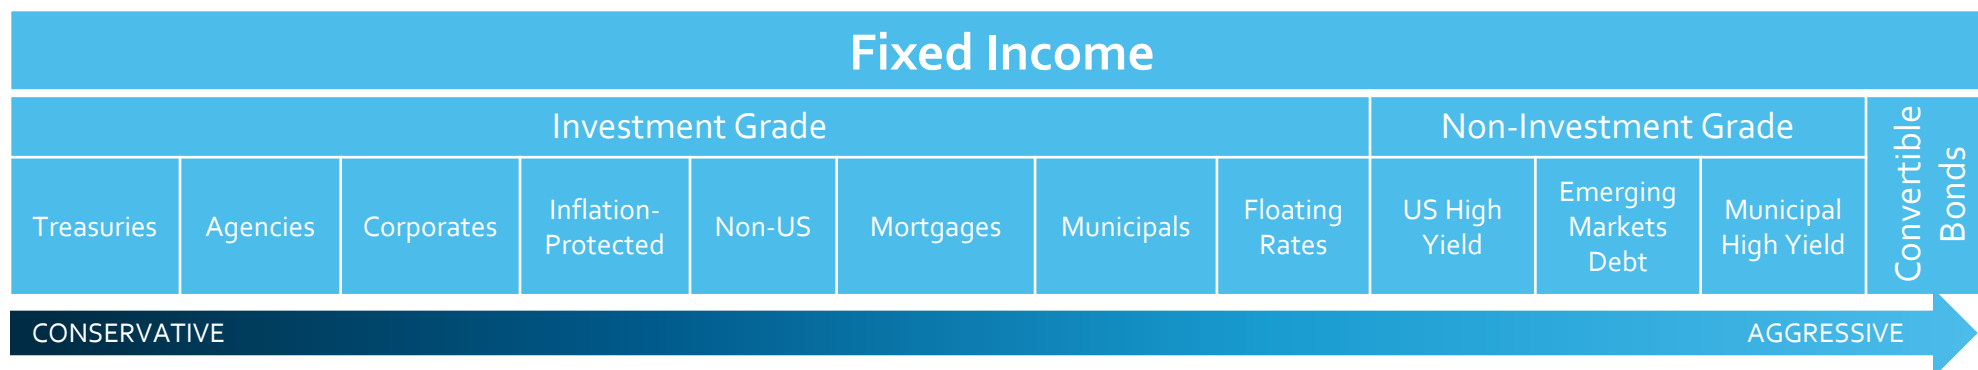 Fixed Income
Investment Grade
Non-Investment Grade
Convertible
Bonds
Treasuries
Agencies
Corporates
Inflation-
Protected
Non-US
Mortgages
Municipals
Floating
Rates
US High
Yield
Emerging
Markets
Debt
Municipal
High Yield
CONSERVATIVE
AGGRESSIVE